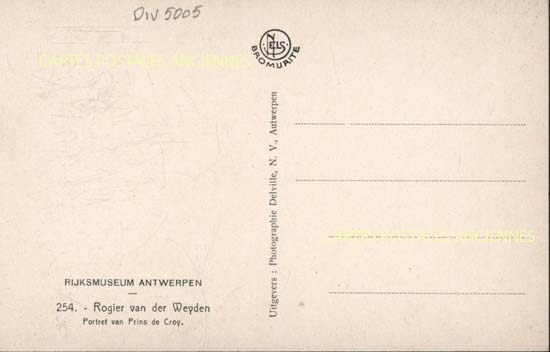 DIV 5005
NELS
BROMURITE
CARTES POSTALES ANCIENNES
Uitgevers : Photographie Delville, N. V., Antwerpen
CARTES POSTALES ANCIENNES
RIJKSMUSEUM ANTWERPEN
254. - Rogier van der Weyden
Portret van Prins de Croy.